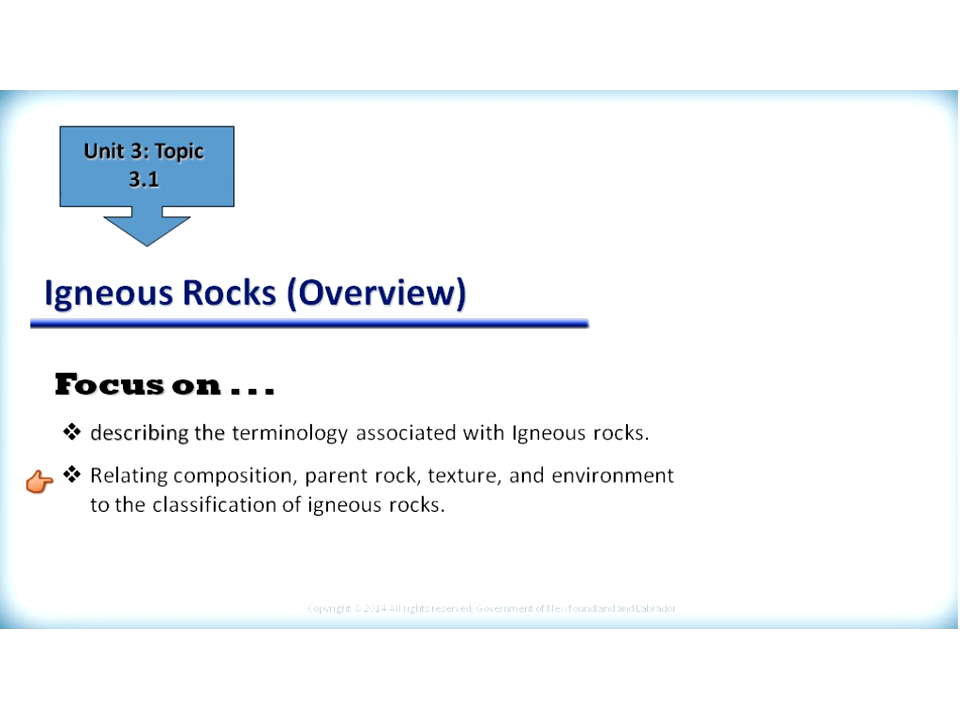 Unit 3: Topic
3.1
Igneous Rocks (Overview)
Focus on . . .
❖ describing the terminology associated with Igneous rocks.
❖ Relating composition, parent rock, texture, and environment
to the classification of igneous rocks.
Copyright © 2014 All rights reserved, Government of Newfoundland and Labrador